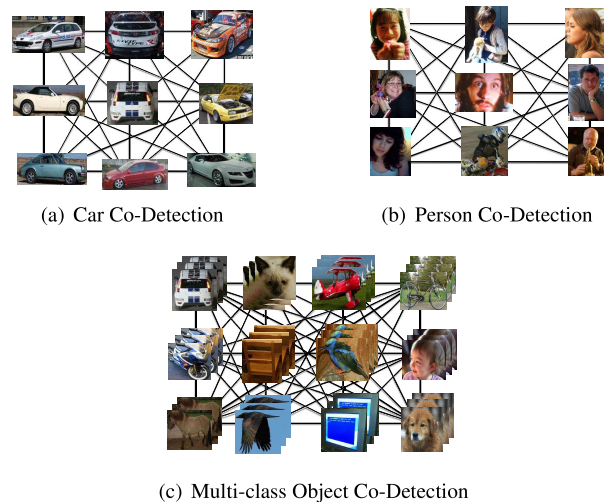 (a) Car Co-Detection
(b) Person Co-Detection
(c) Multi-class Object Co-Detection